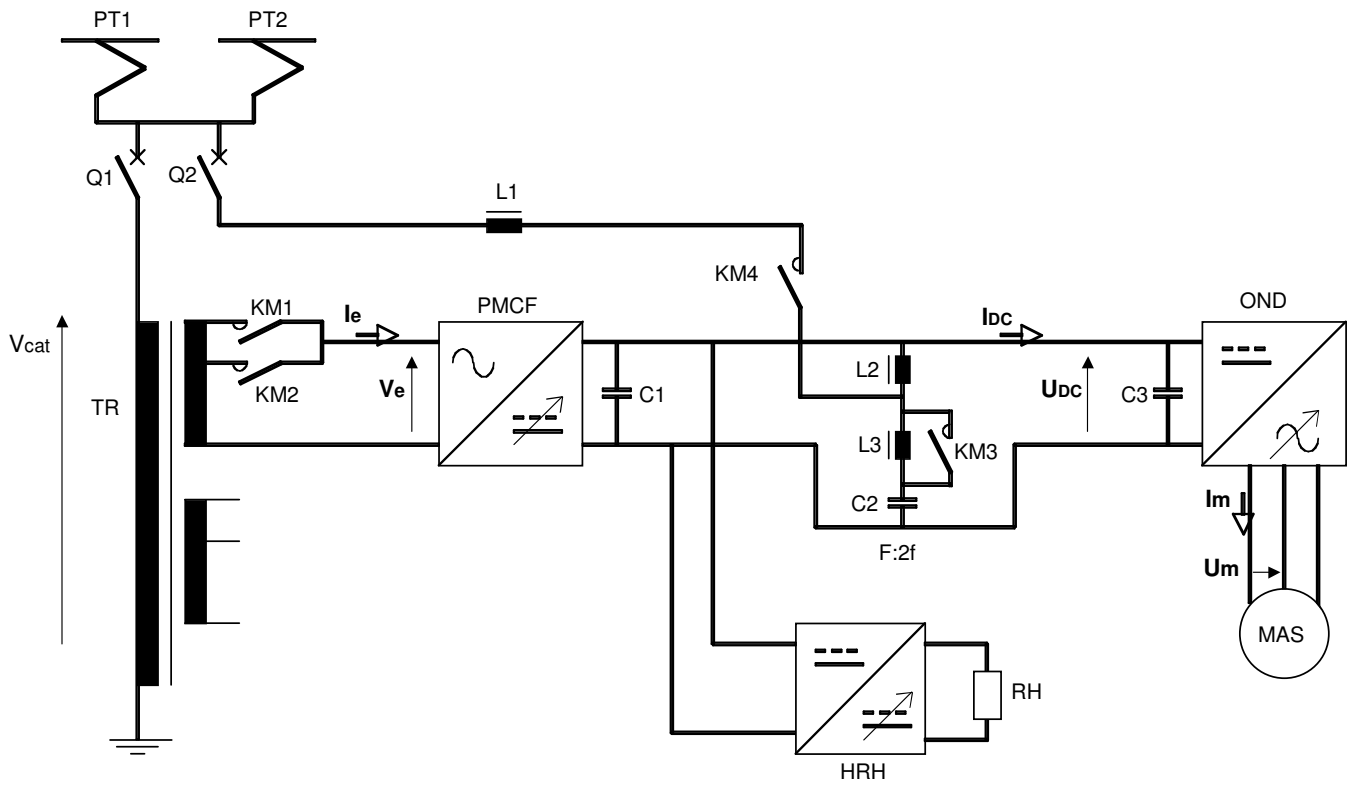 PT1 PT2
Q1 Q2
L1
KM4
KM1 Ie PMCF IDC OND
Vcat
L2
KM2 Ve C1 UDC C3
TR
L3 KM3
C2
Im
F:2f
Um
MAS
RH
HRH